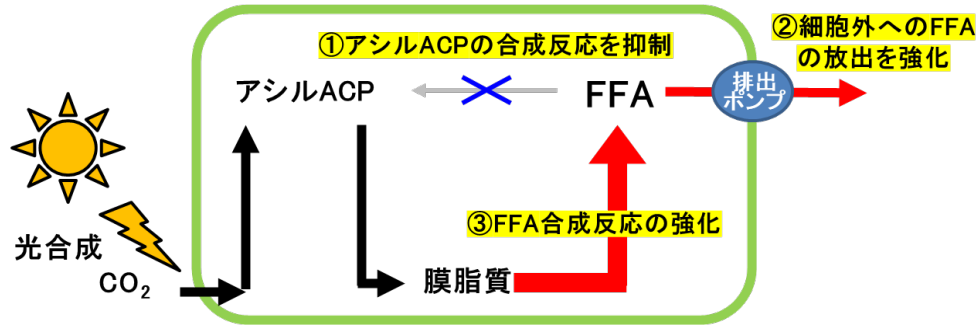 ①アシルACPの合成反応を抑制
②細胞外へのFFA
の放出を強化
アシルACP
FFA
排出
ポンプ
③FFA合成反応の強化
光合成
CO₂
膜脂質